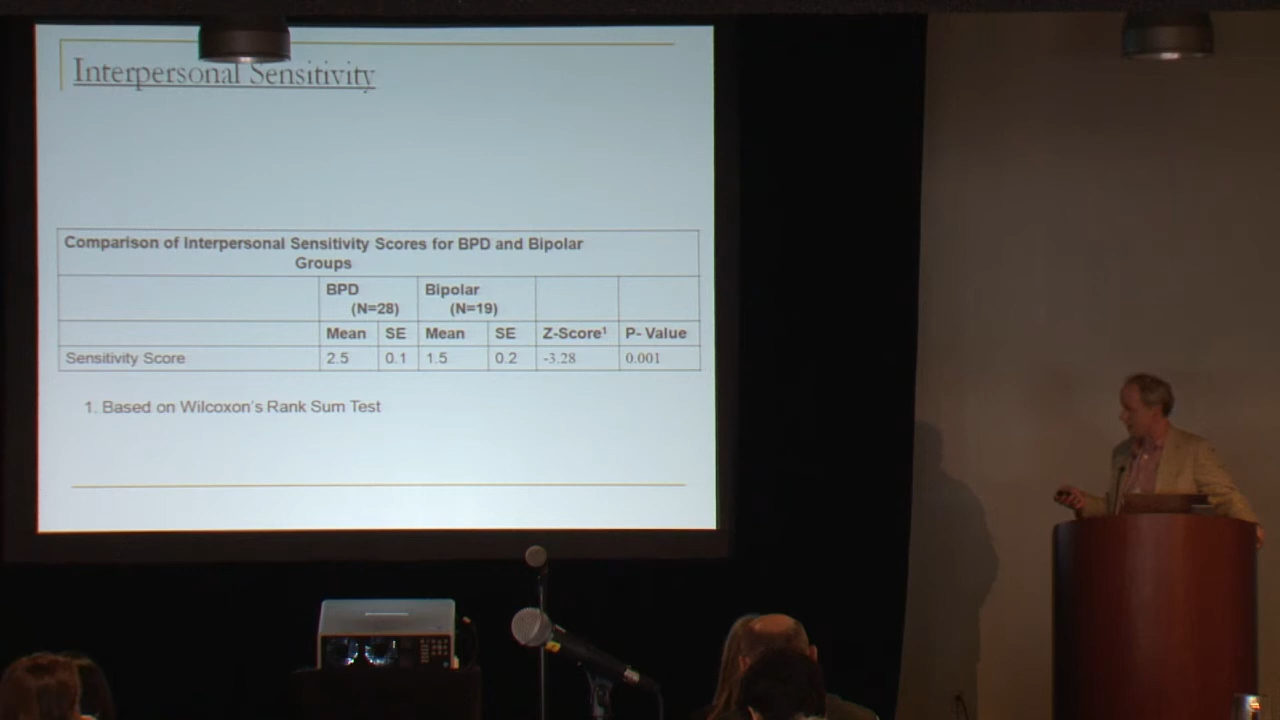 Interpersonal Sensitivity
Comparison of Interpersonal Sensitivity Scores for BPD and Bipolar
Groups
BPD Bipolar
(N=28) (N=19)
Mean SE Mean SE Z-Score¹ P- Value
Sensitivity Score 2.5 0.1 1.5 0.2 -3.28 0.001
1. Based on Wilcoxon's Rank Sum Test